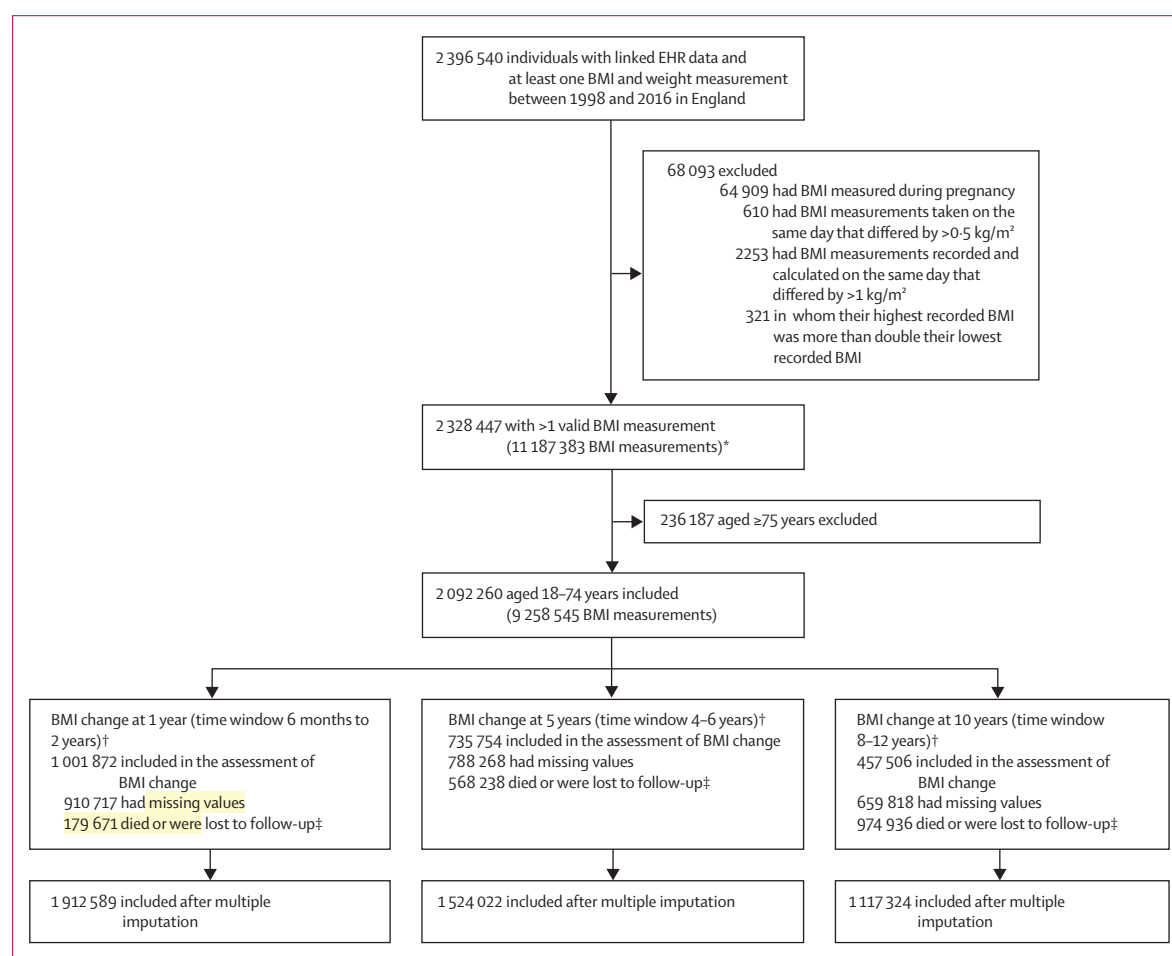 2 396 540 individuals with linked EHR data and
at least one BMI and weight measurement
between 1998 and 2016 in England
68 093 excluded
64 909 had BMI measured during pregnancy
610 had BMI measurements taken on the
same day that differed by >0·5 kg/m²
2253 had BMI measurements recorded and
calculated on the same day that
differed by >1 kg/m²
321 in whom their highest recorded BMI
was more than double their lowest
recorded BMI
2 328 447 with >1 valid BMI measurement
(11 187 383 BMI measurements)*
236 187 aged ≥75 years excluded
2 092 260 aged 18–74 years included
(9 258 545 BMI measurements)
BMI change at 1 year (time window 6 months to
2 years)†
1 001 872 included in the assessment of
BMI change
910 717 had missing values
179 671 died or were lost to follow-up‡
BMI change at 5 years (time window 4–6 years)†
735 754 included in the assessment of BMI change
788 268 had missing values
568 238 died or were lost to follow-up‡
BMI change at 10 years (time window
8–12 years)†
457 506 included in the assessment of
BMI change
659 818 had missing values
974 936 died or were lost to follow-up‡
1 912 589 included after multiple
imputation
1 524 022 included after multiple imputation
1 117 324 included after multiple
imputation